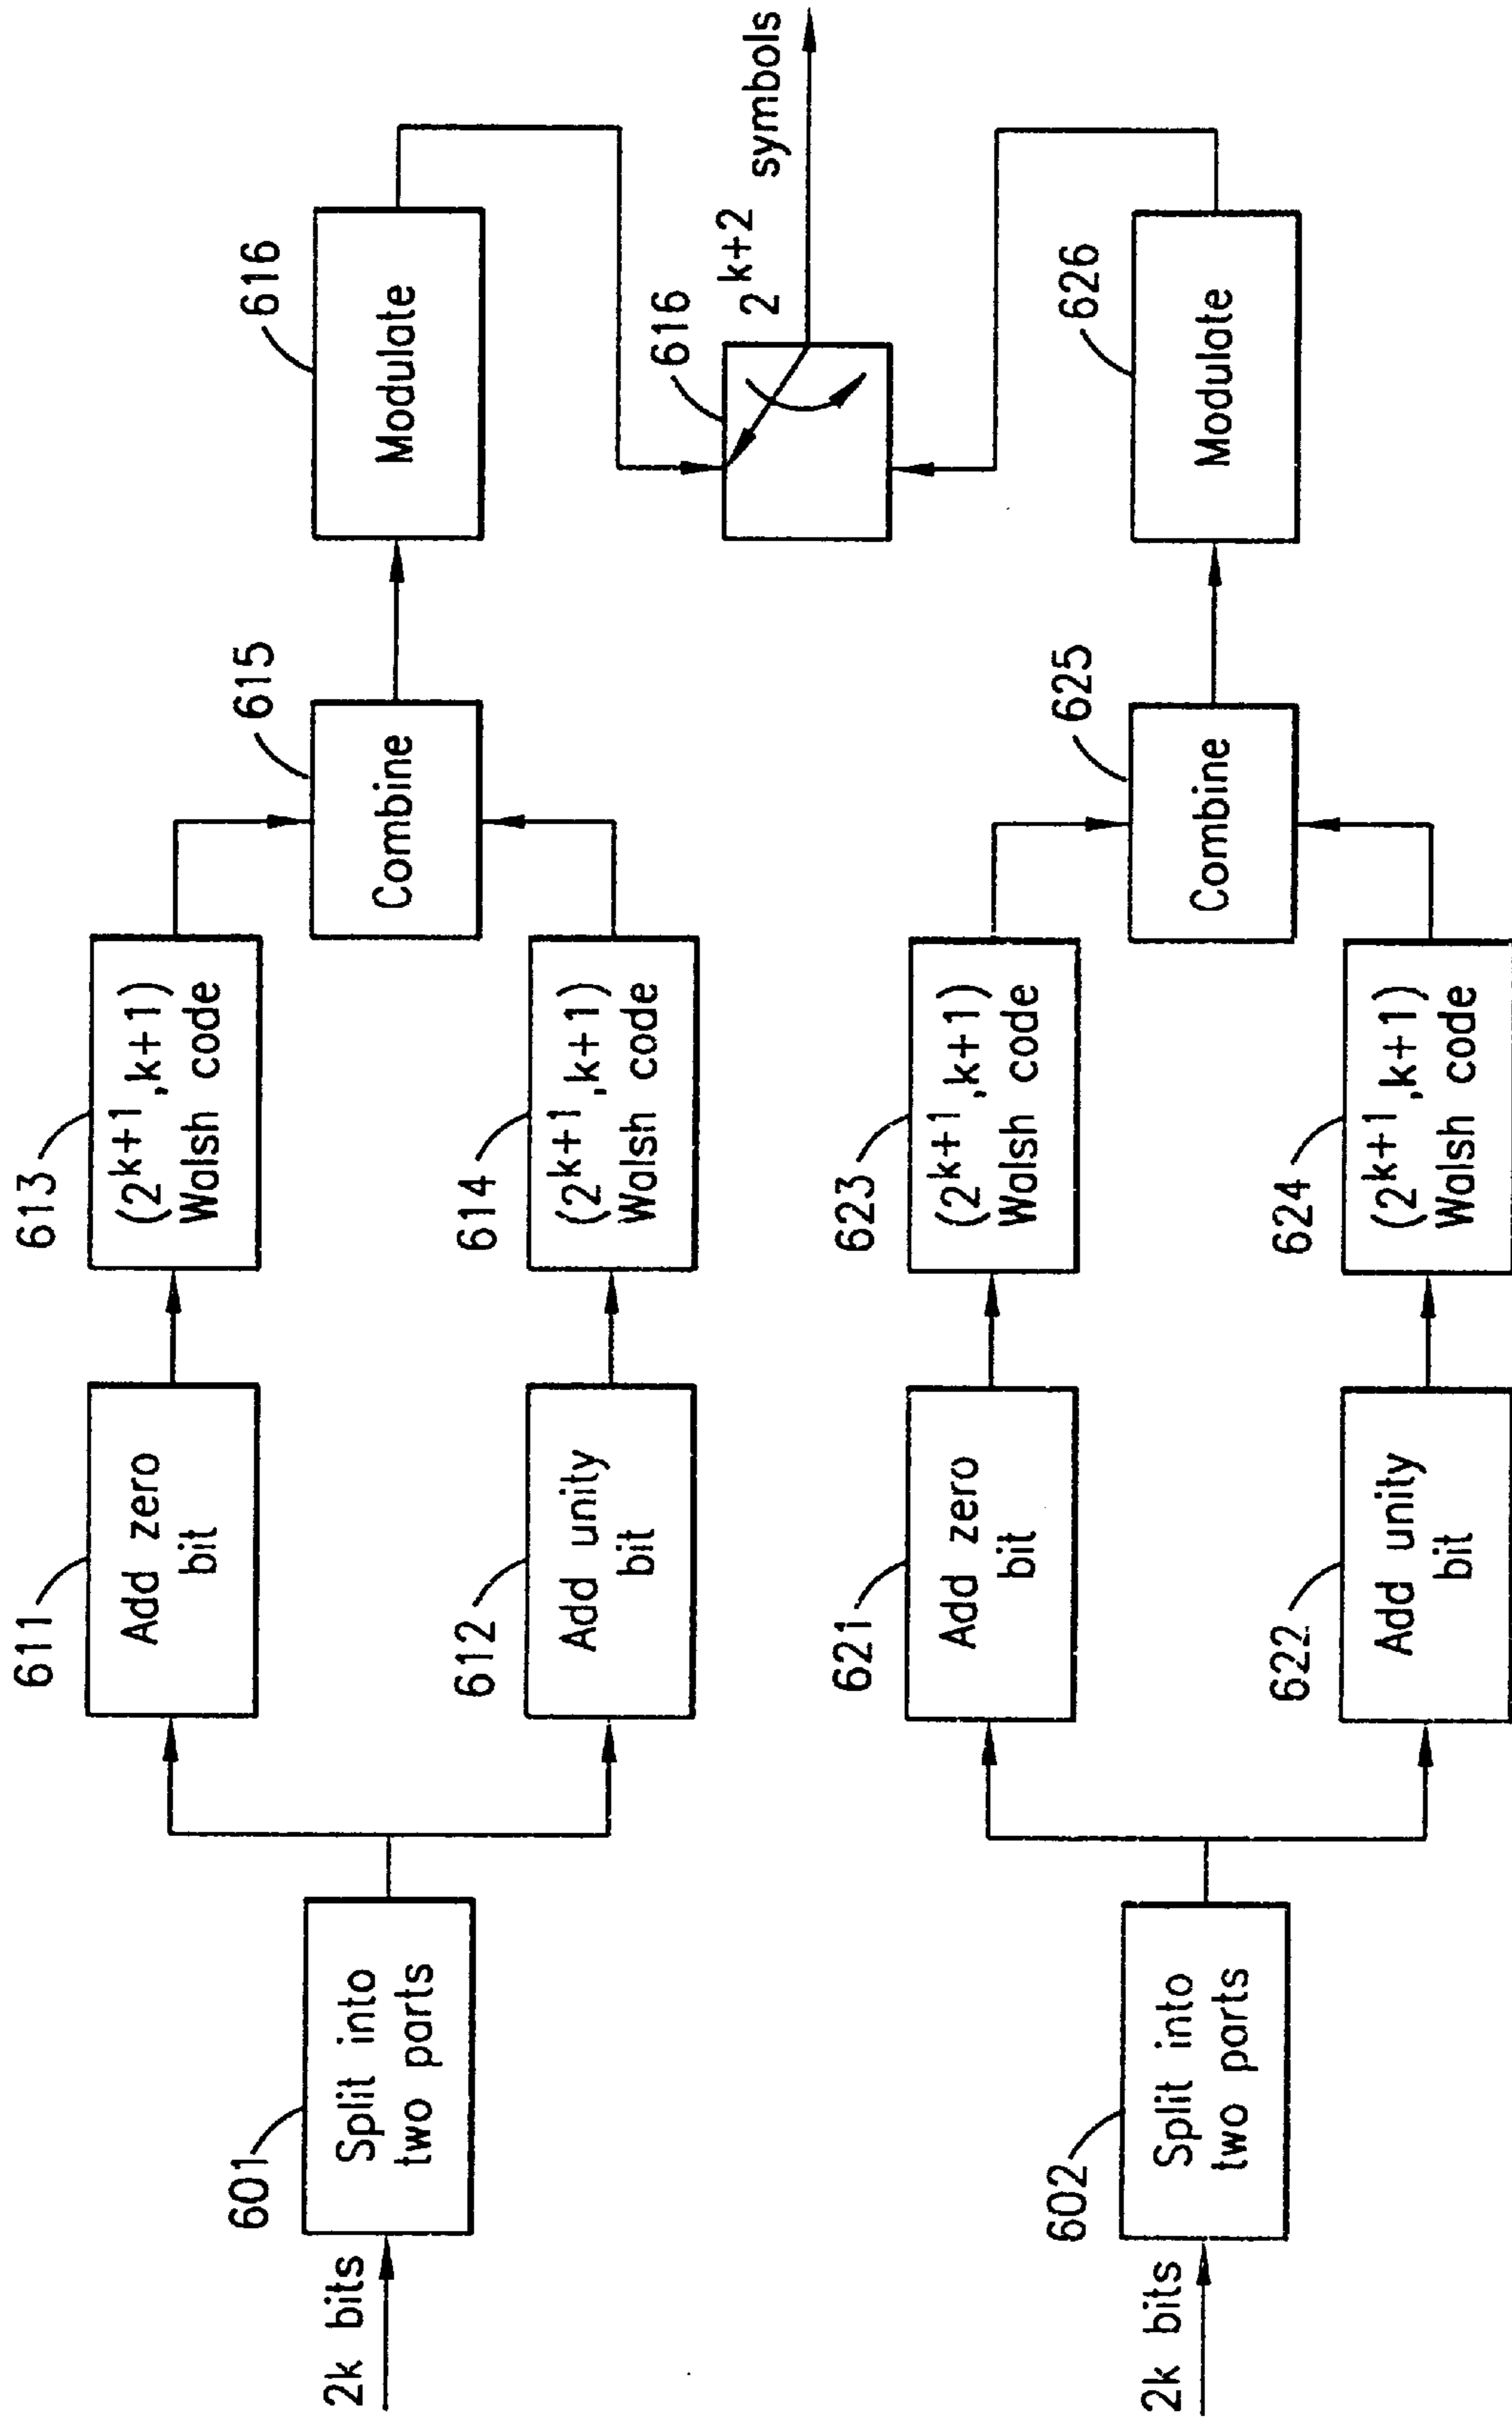 2k bits
601
Split into
two parts
611
Add zero
bit
613
(2^{k+1},k+1)
Walsh code
612
Add unity
bit
614
(2^{k+1},k+1)
Walsh code
615
Combine
616
Modulate
616
2^{k+2} symbols
2k bits
602
Split into
two parts
621
Add zero
bit
623
(2^{k+1},k+1)
Walsh code
622
Add unity
bit
624
(2^{k+1},k+1)
Walsh code
625
Combine
626
Modulate